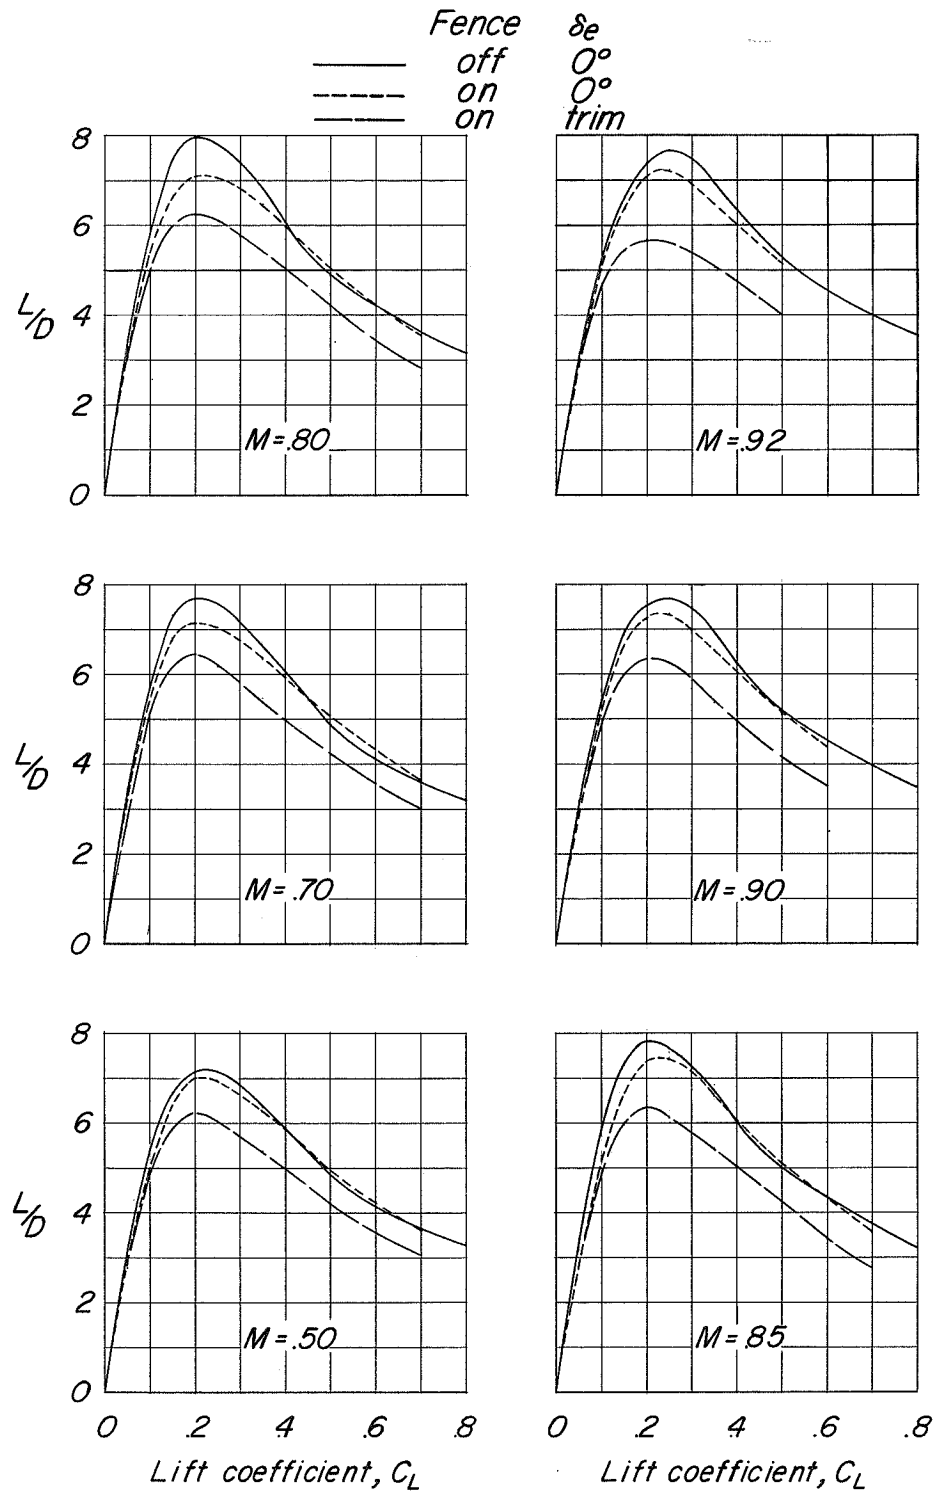 Fence δe
off 0°
on 0°
on trim
8
6
L/D 4
2
0
M=.80
M=.92
8
6
L/D 4
2
0
M=.70
M=.90
8
6
L/D 4
2
0
M=.50
M=.85
0 .2 .4 .6 .8
0 .2 .4 .6 .8
Lift coefficient, CL
Lift coefficient, CL